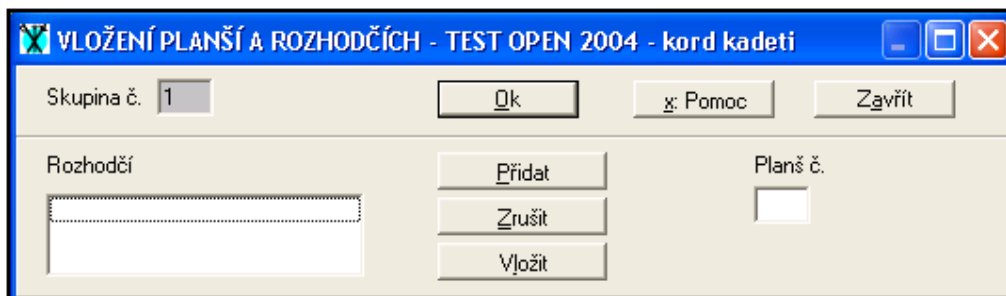 VLOŽENÍ PLANŠÍ A ROZHODČÍCH - TEST OPEN 2004 - kord kadeti
Skupina č. 1 Ok x: Pomoc Zavřít
Rozhodčí Přidat Planš č.
Zrušit
Vložit